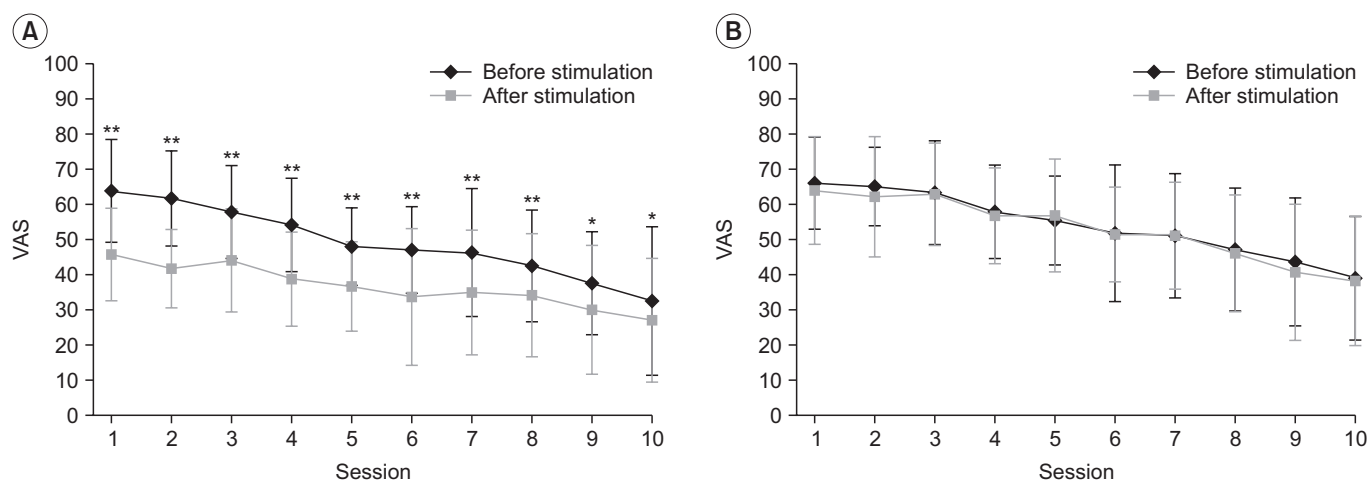 A
VAS
100
90
80
70
60
50
40
30
20
10
0
Before stimulation
After stimulation
** ** ** ** ** ** ** ** * *
1 2 3 4 5 6 7 8 9 10
Session
B
VAS
100
90
80
70
60
50
40
30
20
10
0
Before stimulation
After stimulation
1 2 3 4 5 6 7 8 9 10
Session